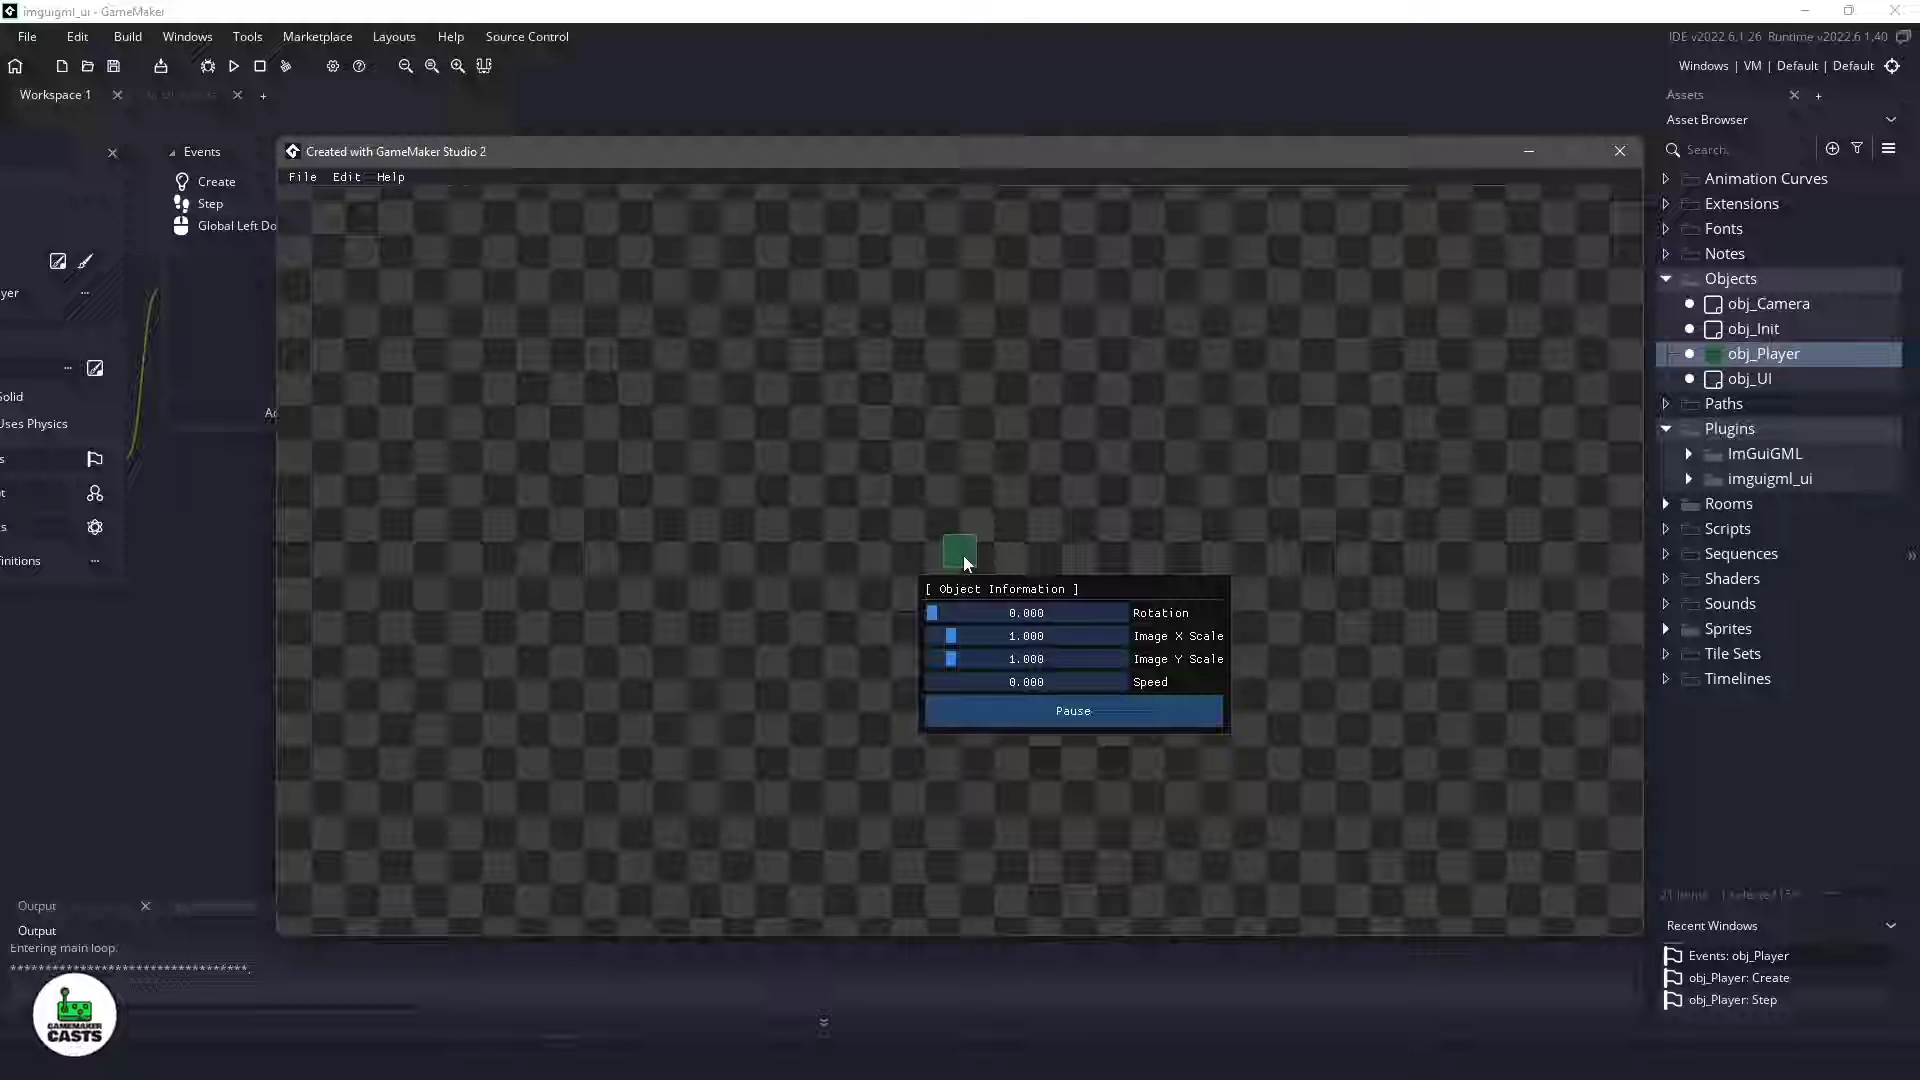 imguigml_ui - GameMaker
File Edit Build Windows Tools Marketplace Layouts Help Source Control
IDE v2022.6.1.26 Runtime v2022.6.1.40
Windows | VM | Default | Default
Workspace 1
Assets
Asset Browser
Search.
Events
Create
Step
Global Left Do
yer
Solid
Uses Physics
s
t
s
finitions
Created with GameMaker Studio 2
File Edit Help
[ Object Information ]
0.000 Rotation
1.000 Image X Scale
1.000 Image Y Scale
0.000 Speed
Pause
Animation Curves
Extensions
Fonts
Notes
Objects
obj_Camera
obj_Init
obj_Player
obj_UI
Paths
Plugins
ImGuiGML
imguigml_ui
Rooms
Scripts
Sequences
Shaders
Sounds
Sprites
Tile Sets
Timelines
Recent Windows
Events: obj_Player
obj_Player: Create
obj_Player: Step
Output
Output
Entering main loop.
***************************************.
GAMEMAKER
CASTS